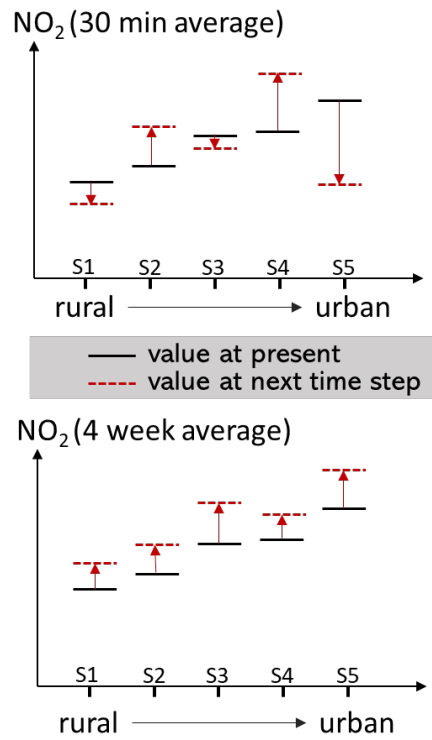 NO₂ (30 min average)
S1 S2 S3 S4 S5
rural urban
value at present
value at next time step
NO₂ (4 week average)
S1 S2 S3 S4 S5
rural urban